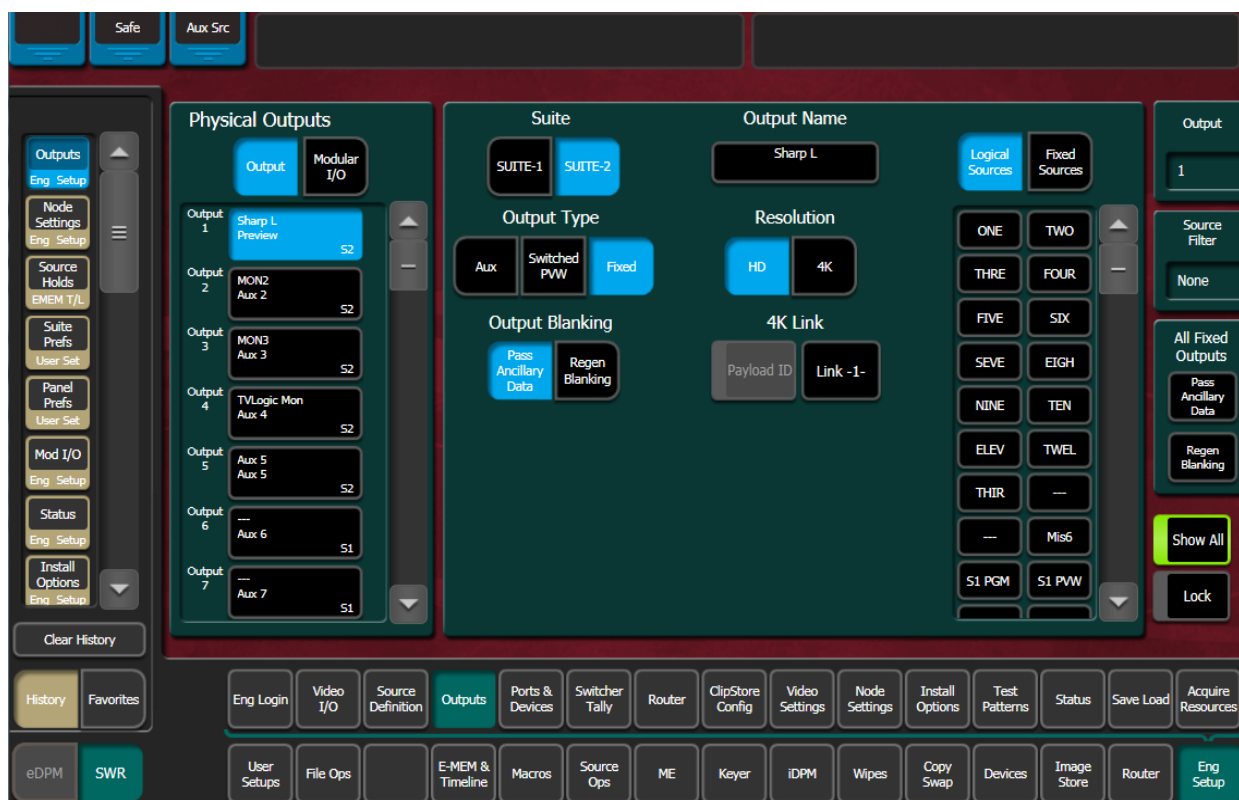 Safe
Aux Src
Outputs
Eng Setup
Node
Settings
Eng Setup
Source
Holds
EMEM T/L
Suite
Prefs
User Set
Panel
Prefs
User Set
Mod I/O
Eng Setup
Status
Eng Setup
Install
Options
Eng Setup
Clear History
History
Favorites
eDPM
SWR
Physical Outputs
Output
Modular
I/O
Output
1
Sharp L
Preview
S2
Output
2
MON2
Aux 2
S2
Output
3
MON3
Aux 3
S2
Output
4
TVLogic Mon
Aux 4
S2
Output
5
Aux 5
Aux 5
S2
Output
6
---
Aux 6
S1
Output
7
---
Aux 7
S1
Suite
SUITE-1
SUITE-2
Output Type
Aux
Switched
PVW
Fixed
Output Blanking
Pass
Ancillary
Data
Regen
Blanking
Output Name
Sharp L
Resolution
HD
4K
4K Link
Payload ID
Link -1-
Logical
Sources
Fixed
Sources
ONE
TWO
THRE
FOUR
FIVE
SIX
SEVE
EIGH
NINE
TEN
ELEV
TWEL
THIR
---
---
Mis6
S1 PGM
S1 PVW
Output
1
Source
Filter
None
All Fixed
Outputs
Pass
Ancillary
Data
Regen
Blanking
Show All
Lock
Eng Login
Video
I/O
Source
Definition
Outputs
Ports &
Devices
Switcher
Tally
Router
ClipStore
Config
Video
Settings
Node
Settings
Install
Options
Test
Patterns
Status
Save Load
Acquire
Resources
User
Setups
File Ops
E-MEM &
Timeline
Macros
Source
Ops
ME
Keyer
iDPM
Wipes
Copy
Swap
Devices
Image
Store
Router
Eng
Setup